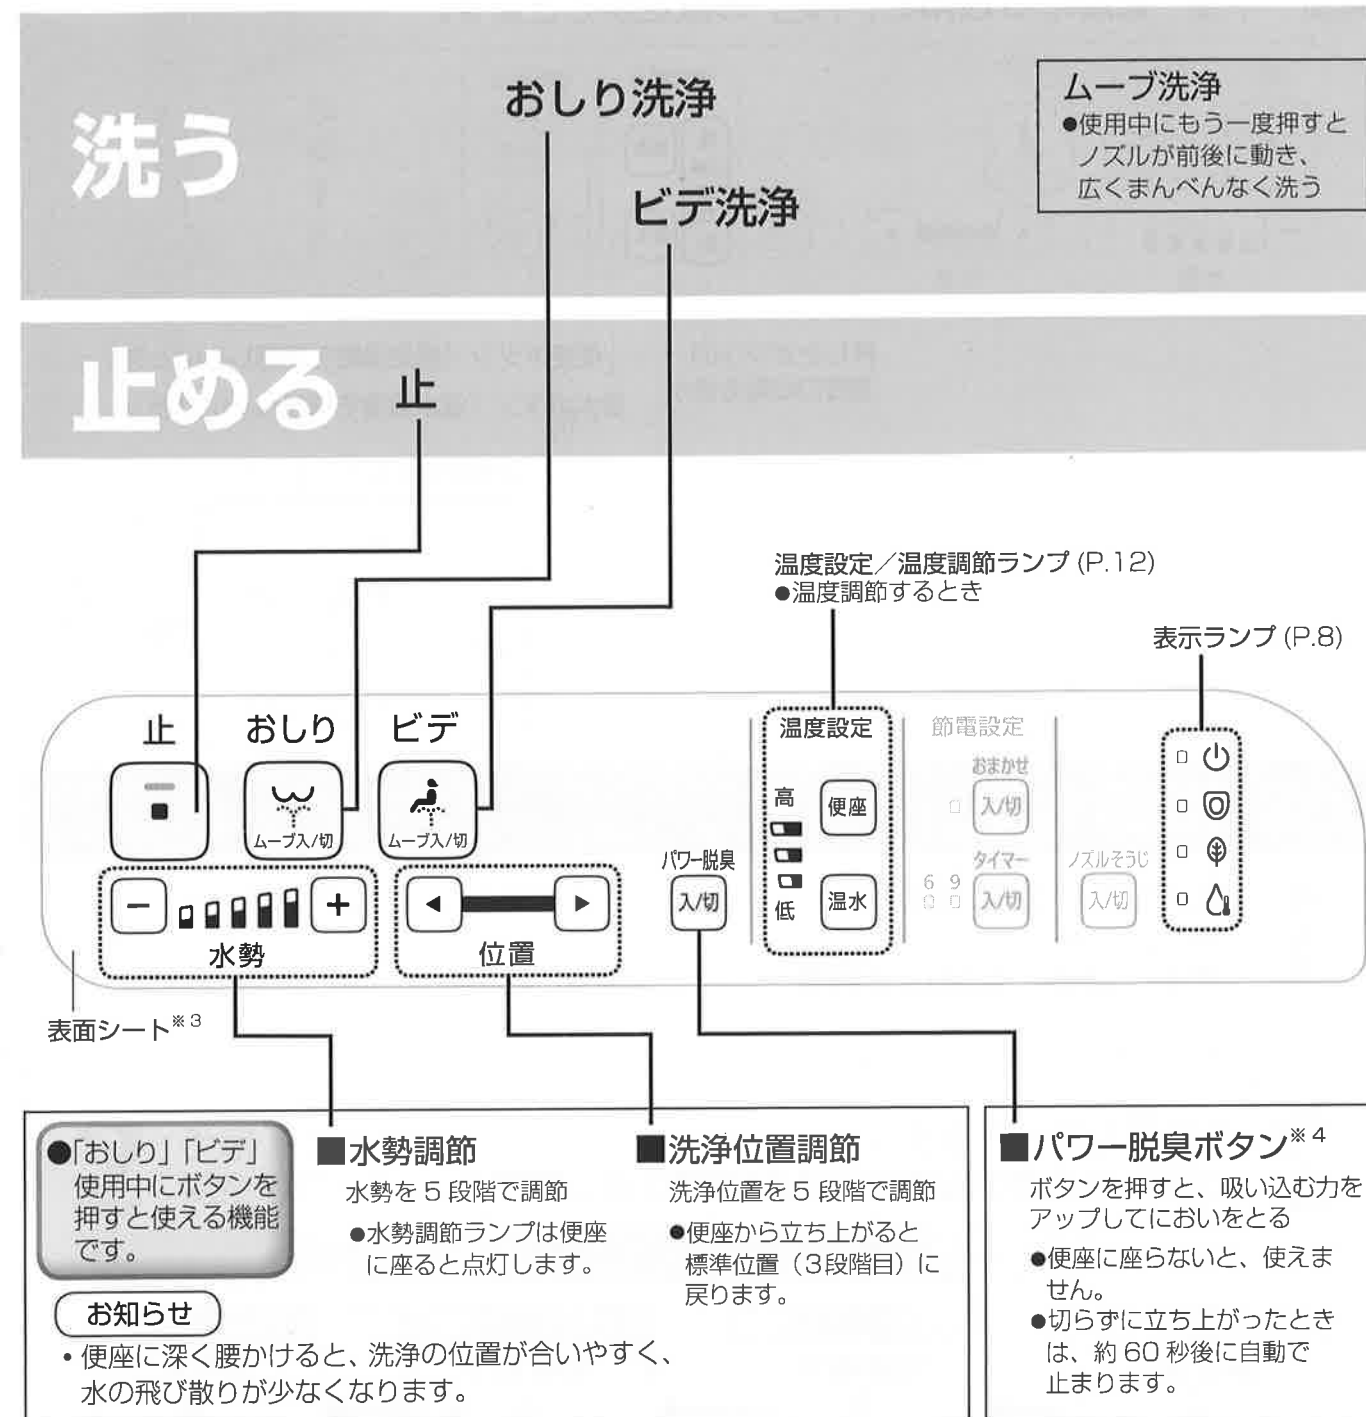 洗う
おしり洗浄
ビデ洗浄
ムーブ洗浄
●使用中にもう一度押すと
ノズルが前後に動き、
広くまんべんなく洗う
止める
止
温度設定／温度調節ランプ (P.12)
●温度調節するとき
表示ランプ (P.8)
止
おしり
ビデ
ムーブ入/切
ムーブ入/切
－
＋
水勢
◀
▶
位置
パワー脱臭
入/切
温度設定
高
低
便座
温水
節電設定
おまかせ
入/切
タイマー
6 9
入/切
ノズルそうじ
入/切
表面シート※3
●「おしり」「ビデ」
使用中にボタンを
押すと使える機能
です。
■水勢調節
水勢を 5 段階で調節
●水勢調節ランプは便座
に座ると点灯します。
■洗浄位置調節
洗浄位置を 5 段階で調節
●便座から立ち上がると
標準位置（3段階目）に
戻ります。
お知らせ
・便座に深く腰かけると、洗浄の位置が合いやすく、
水の飛び散りが少なくなります。
■パワー脱臭ボタン※4
ボタンを押すと、吸い込む力を
アップしてにおいをとる
●便座に座らないと、使えま
せん。
●切らずに立ち上がったとき
は、約 60 秒後に自動で
止まります。